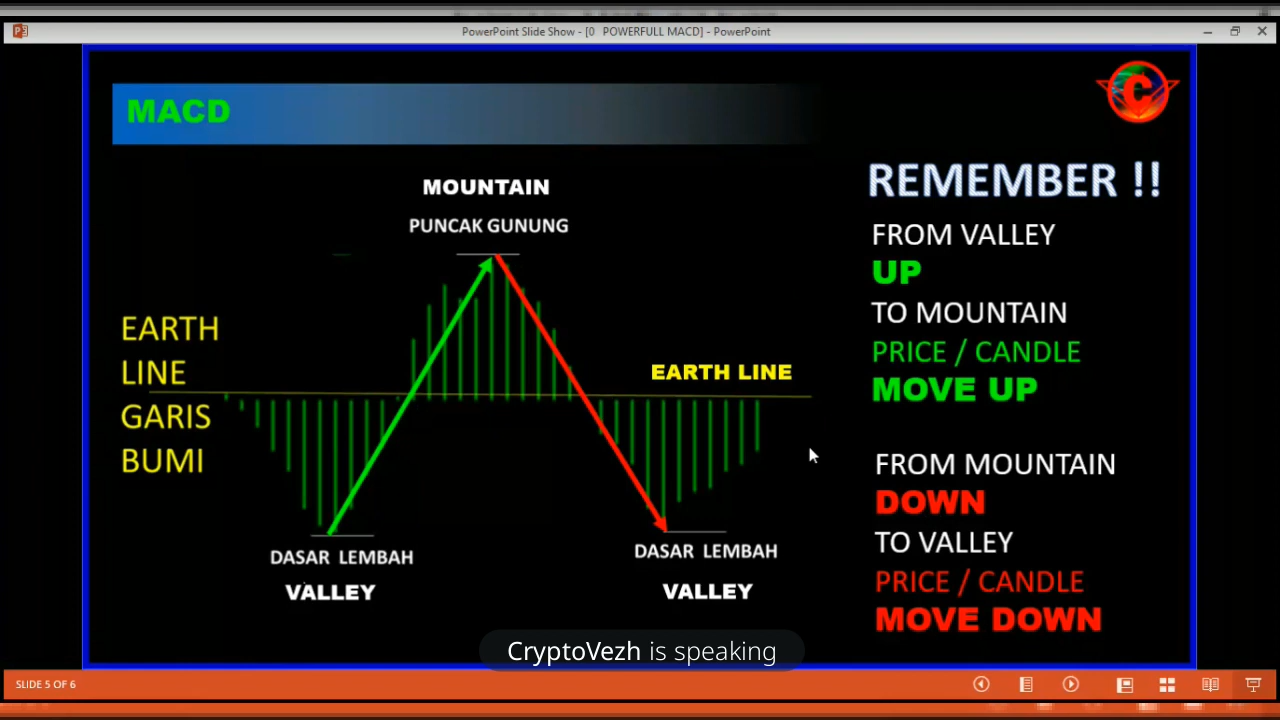 PowerPoint Slide Show - [0 POWERFULL MACD] - PowerPoint
MACD
C
REMEMBER !!
FROM VALLEY
UP
TO MOUNTAIN
PRICE / CANDLE
MOVE UP
FROM MOUNTAIN
DOWN
TO VALLEY
PRICE / CANDLE
MOVE DOWN
MOUNTAIN
PUNCAK GUNUNG
EARTH
LINE
GARIS
BUMI
EARTH LINE
DASAR LEMBAH
VALLEY
DASAR LEMBAH
VALLEY
CryptoVezh is speaking
SLIDE 5 OF 6